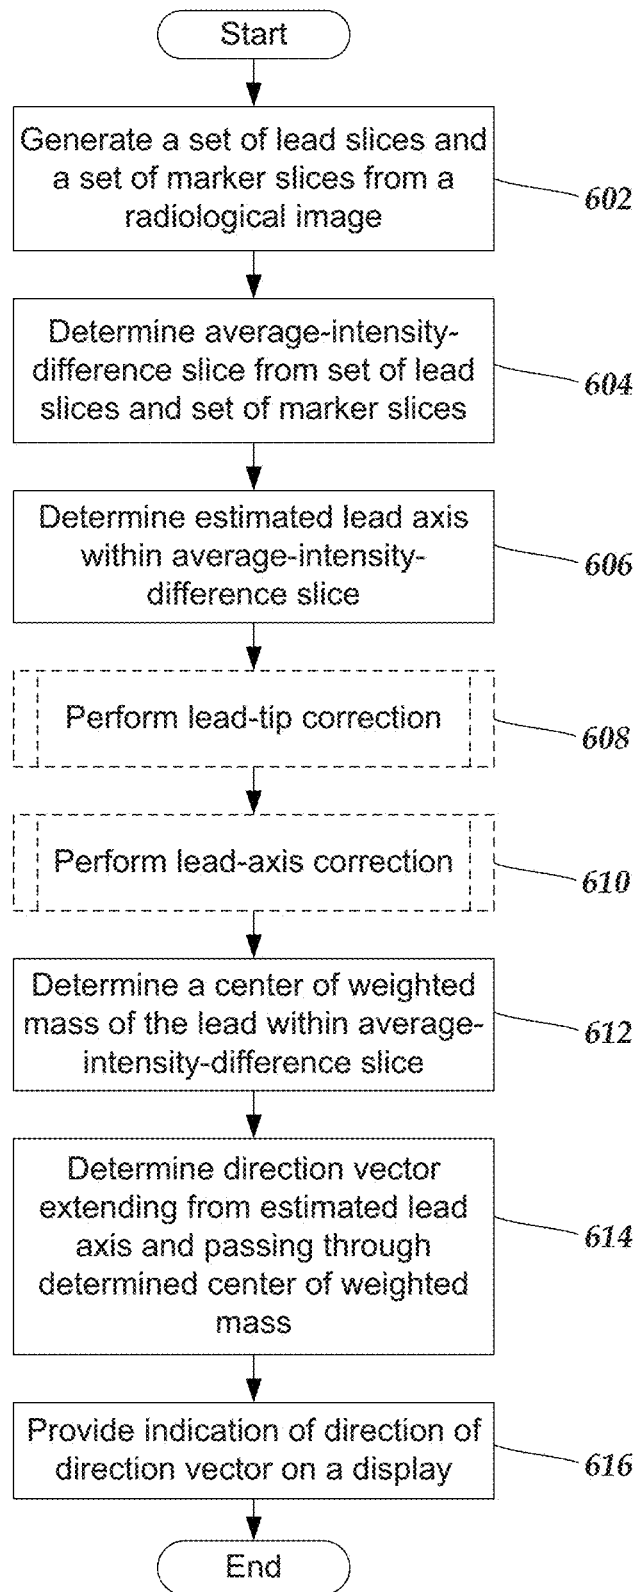 Start
Generate a set of lead slices and
a set of marker slices from a
radiological image
602
Determine average-intensity-
difference slice from set of lead
slices and set of marker slices
604
Determine estimated lead axis
within average-intensity-
difference slice
606
Perform lead-tip correction
608
Perform lead-axis correction
610
Determine a center of weighted
mass of the lead within average-
intensity-difference slice
612
Determine direction vector
extending from estimated lead
axis and passing through
determined center of weighted
mass
614
Provide indication of direction of
direction vector on a display
616
End